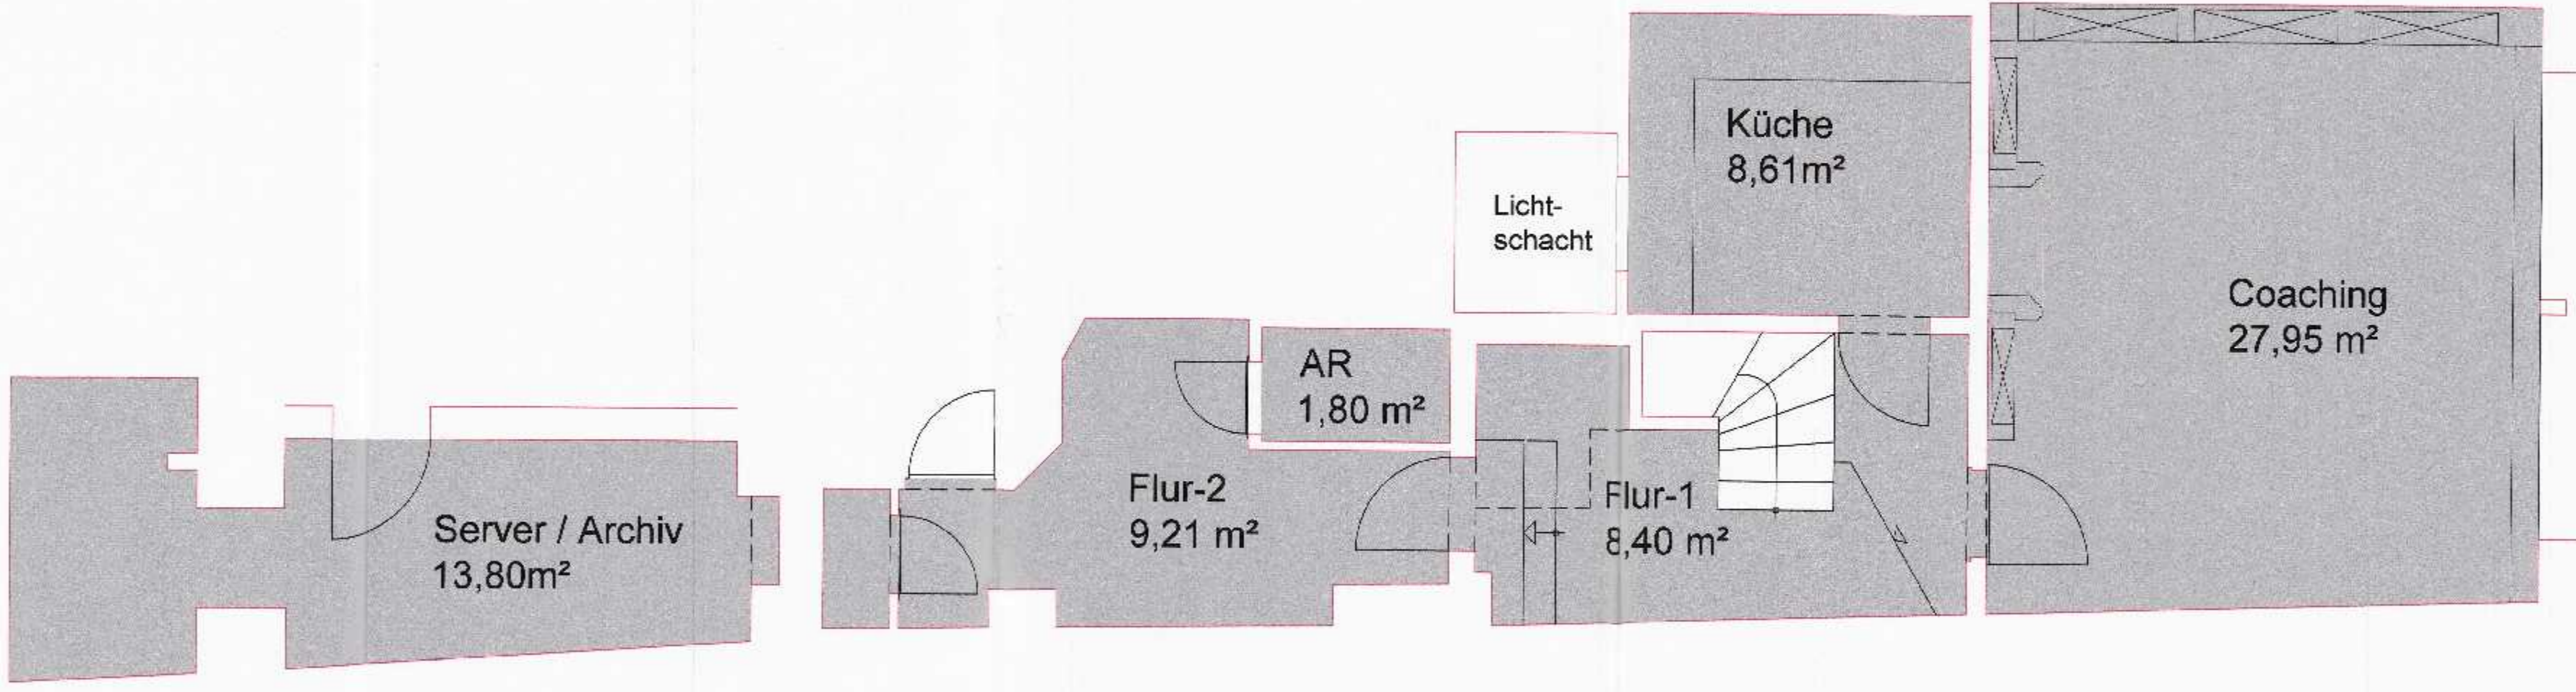 Küche
8,61m²
Licht-
schacht
Coaching
27,95 m²
AR
1,80 m²
Flur-2
9,21 m²
Flur-1
8,40 m²
Server / Archiv
13,80m²